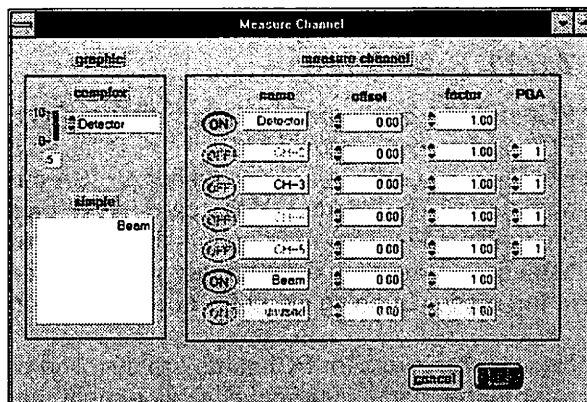 Measure Channel
graphic
complex
10
0
.5
Detector
simple
Beam
measure channel
name offset factor PGA
ON Detector 0.00 1.00
OFF 0.00 1.00 1
OFF CH-3 0.00 1.00 1
OFF 0.00 1.00 1
OFF CH-5 0.00 1.00 1
ON Beam 0.00 1.00
unused 0.00 1.00
cancel